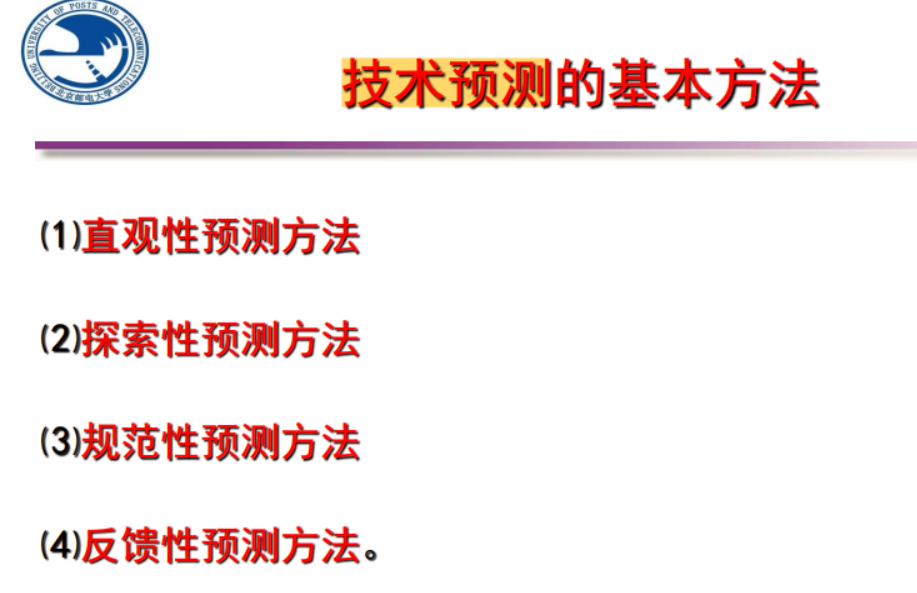 BEIJING UNIVERSITY OF POSTS AND TELECOMMUNICATIONS
北京邮电大学
技术预测的基本方法
(1)直观性预测方法
(2)探索性预测方法
(3)规范性预测方法
(4)反馈性预测方法。